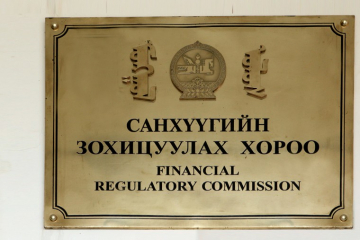 САНХҮҮГИЙН
ЗОХИЦУУЛАХ ХОРОО
FINANCIAL
REGULATORY COMMISSION